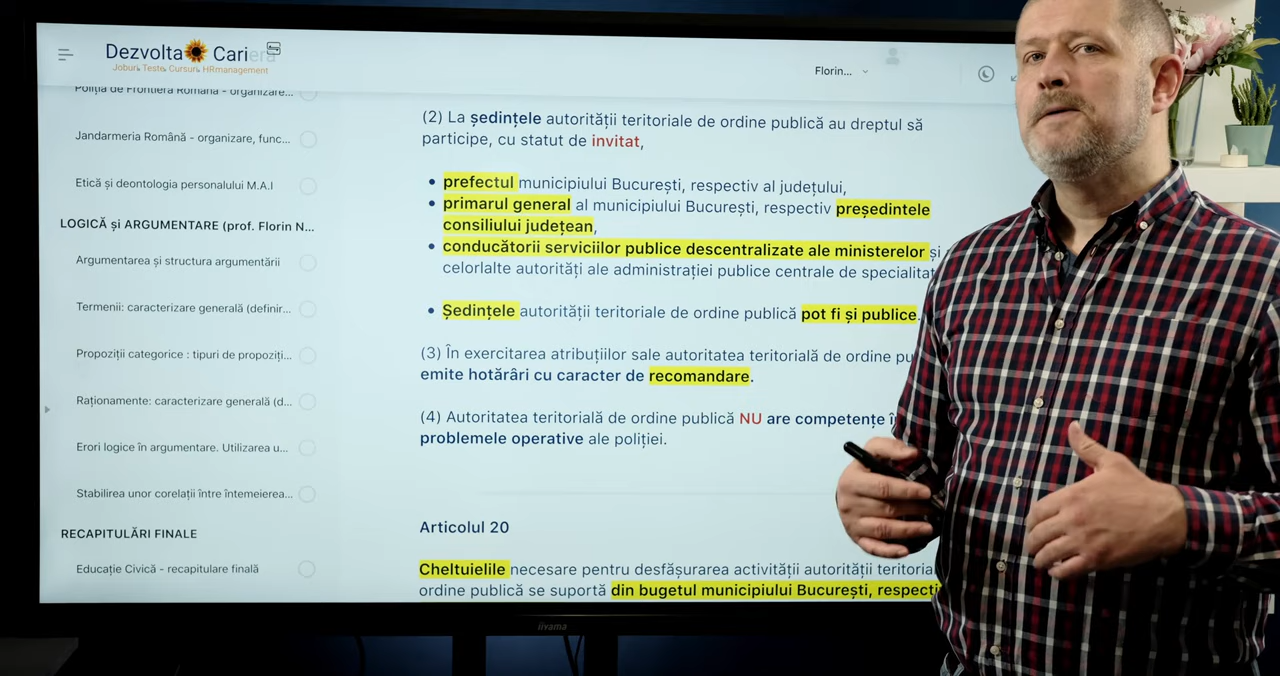 Dezvolta Cariera
Joburi, Teste, Cursuri, HRmanagement
Florin...
Poliția de Frontieră Română - organizare...
Jandarmeria Română - organizare, func...
Etică și deontologia personalului M.A.I
LOGICĂ și ARGUMENTARE (prof. Florin N...
Argumentarea și structura argumentării
Termenii: caracterizare generală (definir...
Propoziții categorice : tipuri de propoziți...
Raționamente: caracterizare generală (d...
Erori logice în argumentare. Utilizarea u...
Stabilirea unor corelații între întemeierea...
RECAPITULĂRI FINALE
Educație Civică - recapitulare finală
(2) La ședințele autorității teritoriale de ordine publică au dreptul să
participe, cu statut de invitat,
prefectul municipiului București, respectiv al județului,
primarul general al municipiului București, respectiv președintele
consiliului județean,
conducătorii serviciilor publice descentralizate ale ministerelor și
celorlalte autorități ale administrației publice centrale de specialitat
Ședințele autorității teritoriale de ordine publică pot fi și publice.
(3) În exercitarea atribuțiilor sale autoritatea teritorială de ordine pu
emite hotărâri cu caracter de recomandare.
(4) Autoritatea teritorială de ordine publică NU are competențe î
problemele operative ale poliției.
Articolul 20
Cheltuielile necesare pentru desfășurarea activității autorității teritoria
ordine publică se suportă din bugetul municipiului București, respecti
iiyama